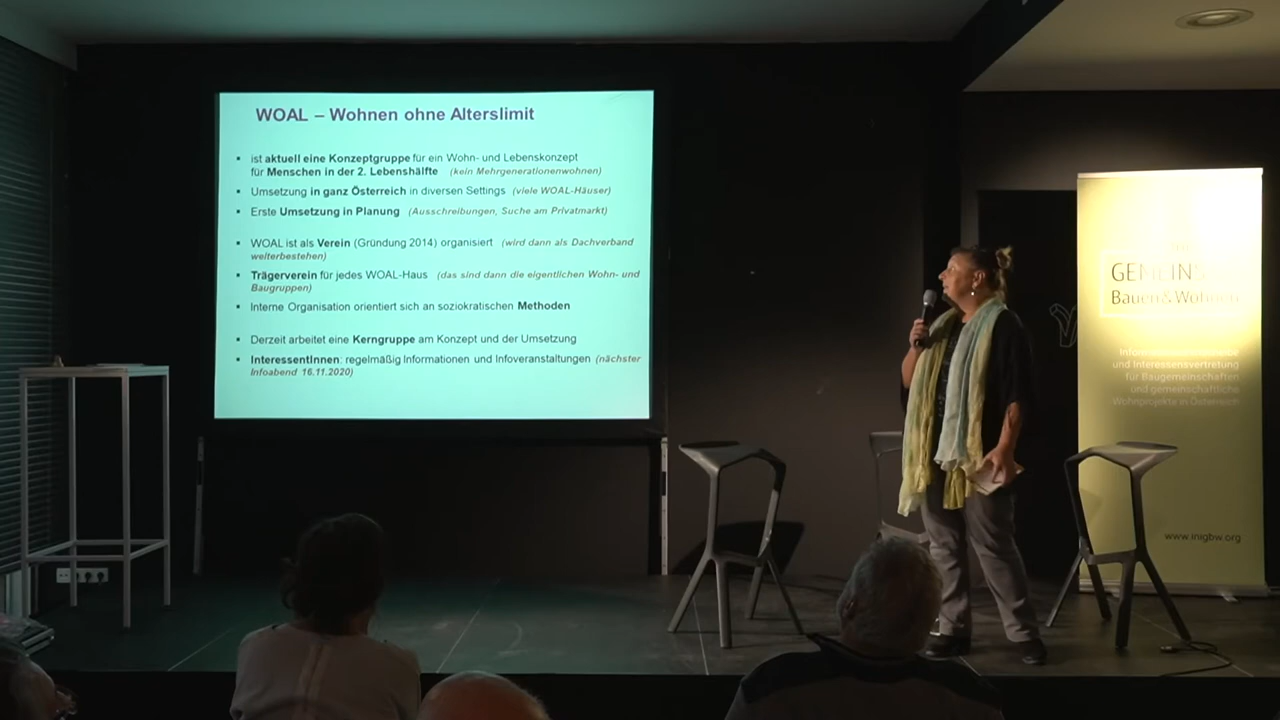 WOAL – Wohnen ohne Alterslimit
▪ ist aktuell eine Konzeptgruppe für ein Wohn- und Lebenskonzept
für Menschen in der 2. Lebenshälfte (kein Mehrgenerationenwohnen)
▪ Umsetzung in ganz Österreich in diversen Settings (viele WOAL-Häuser)
▪ Erste Umsetzung in Planung (Ausschreibungen, Suche am Privatmarkt)
▪ WOAL ist als Verein (Gründung 2014) organisiert (wird dann als Dachverband
weiterbestehen)
▪ Trägerverein für jedes WOAL-Haus (das sind dann die eigentlichen Wohn- und
Baugruppen)
▪ Interne Organisation orientiert sich an soziokratischen Methoden
▪ Derzeit arbeitet eine Kerngruppe am Konzept und der Umsetzung
▪ InteressentInnen: regelmäßig Informationen und Infoveranstaltungen (nächster
Infoabend 16.11.2020)
Bauen & Wohnen
und Interessensvertretung
für Baugemeinschaften
und gemeinschaftliche
Wohnprojekte in Österreich
www.inigbw.org